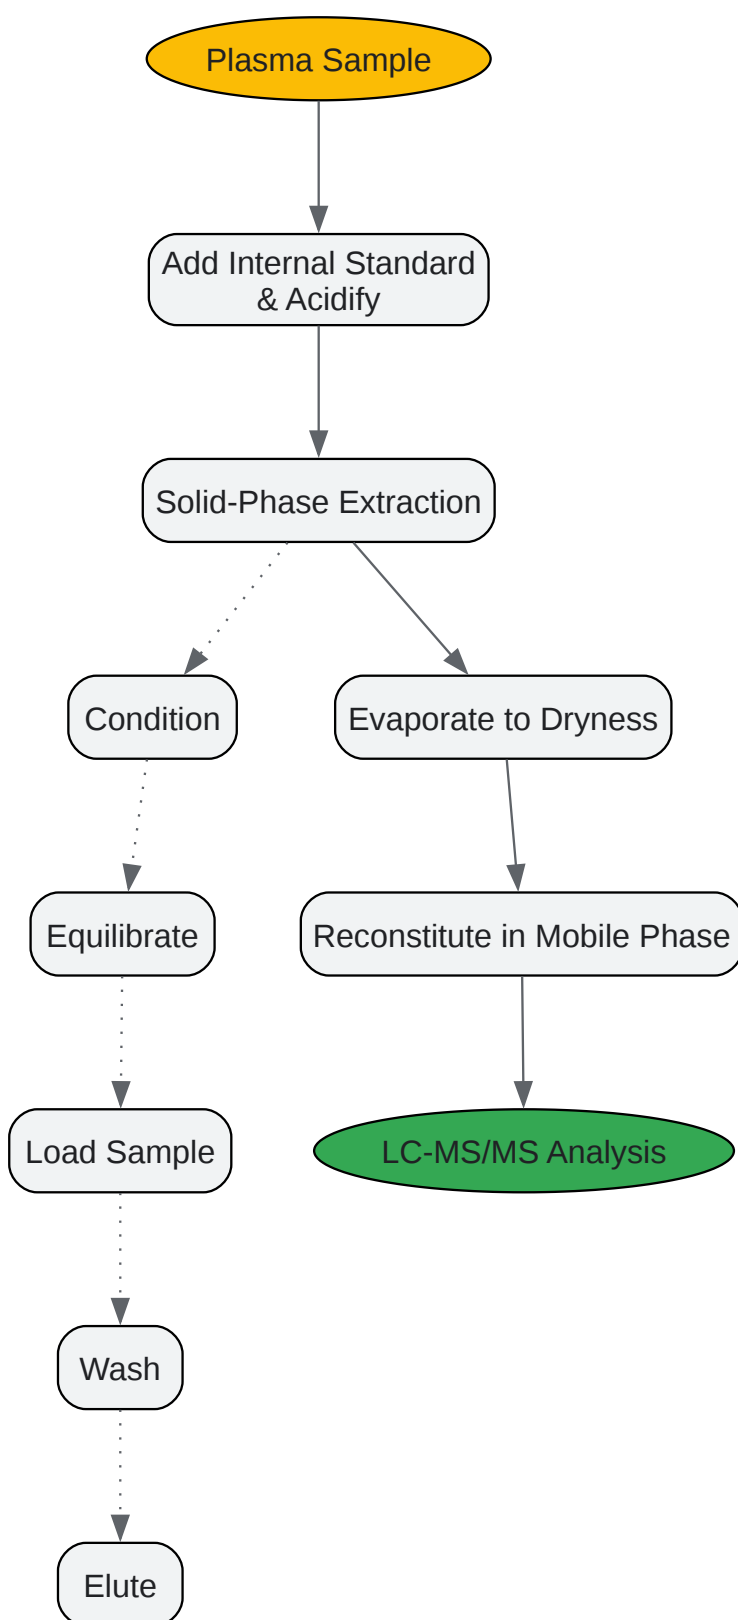 Plasma Sample
Add Internal Standard
& Acidify
Solid-Phase Extraction
Condition
Evaporate to Dryness
Equilibrate
Reconstitute in Mobile Phase
Load Sample
LC-MS/MS Analysis
Wash
Elute